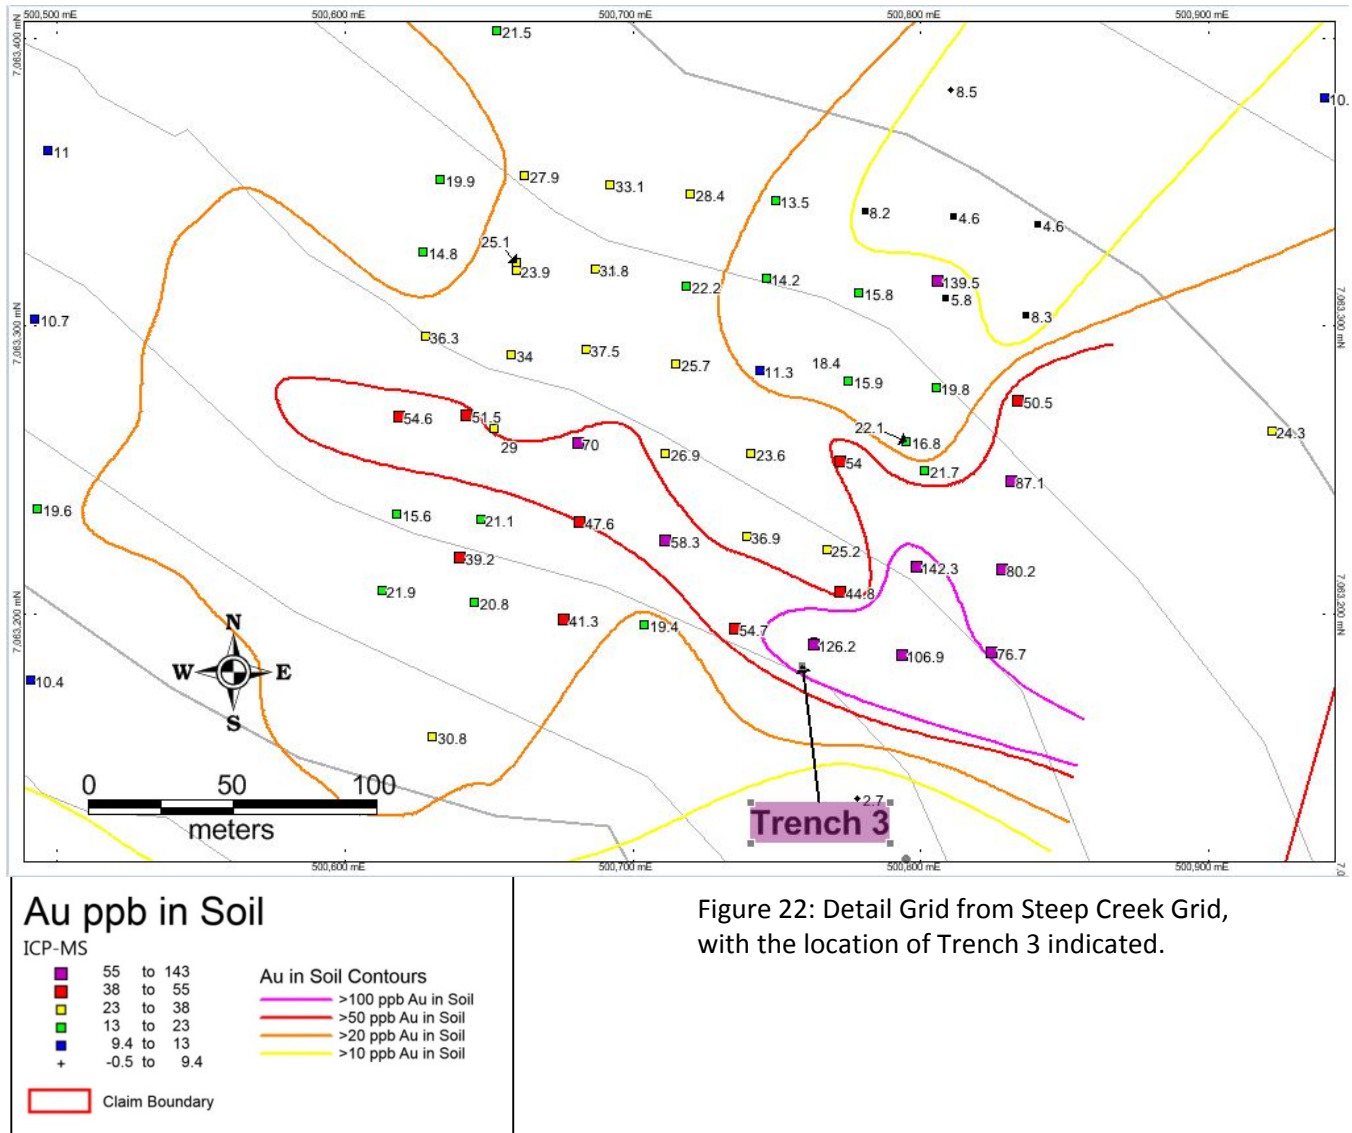 500,500 mE 500,600 mE 500,700 mE 500,800 mE 500,900 mE
7,063,400 mN
21.5
8.5
10.
11
19.9 27.9 33.1 28.4 13.5
8.2 4.6 4.6
14.8 25.1 23.9 31.8 22.2 14.2 15.8 139.5
5.8
8.3
10.7
7,063,300 mN 7,063,300 mN
36.3 34 37.5 25.7 11.3 18.4 15.9 19.8
54.6 51.5 29 70 26.9 23.6 54 22.1 16.8 50.5 24.3
21.7 87.1
19.6 15.6 21.1 47.6 58.3 36.9 25.2
39.2 142.3 80.2
21.9 20.8 44.8
7,063,200 mN 7,063,200 mN
41.3 19.4 54.7 126.2 106.9 76.7
N
W E
S
10.4
30.8
0 50 100
meters
2.7
Trench 3
500,600 mE 500,700 mE 500,800 mE 500,900 mE
7,0
Au ppb in Soil
ICP-MS
55 to 143
38 to 55
23 to 38
13 to 23
9.4 to 13
-0.5 to 9.4
Claim Boundary
Au in Soil Contours
>100 ppb Au in Soil
>50 ppb Au in Soil
>20 ppb Au in Soil
>10 ppb Au in Soil
Figure 22: Detail Grid from Steep Creek Grid,
with the location of Trench 3 indicated.